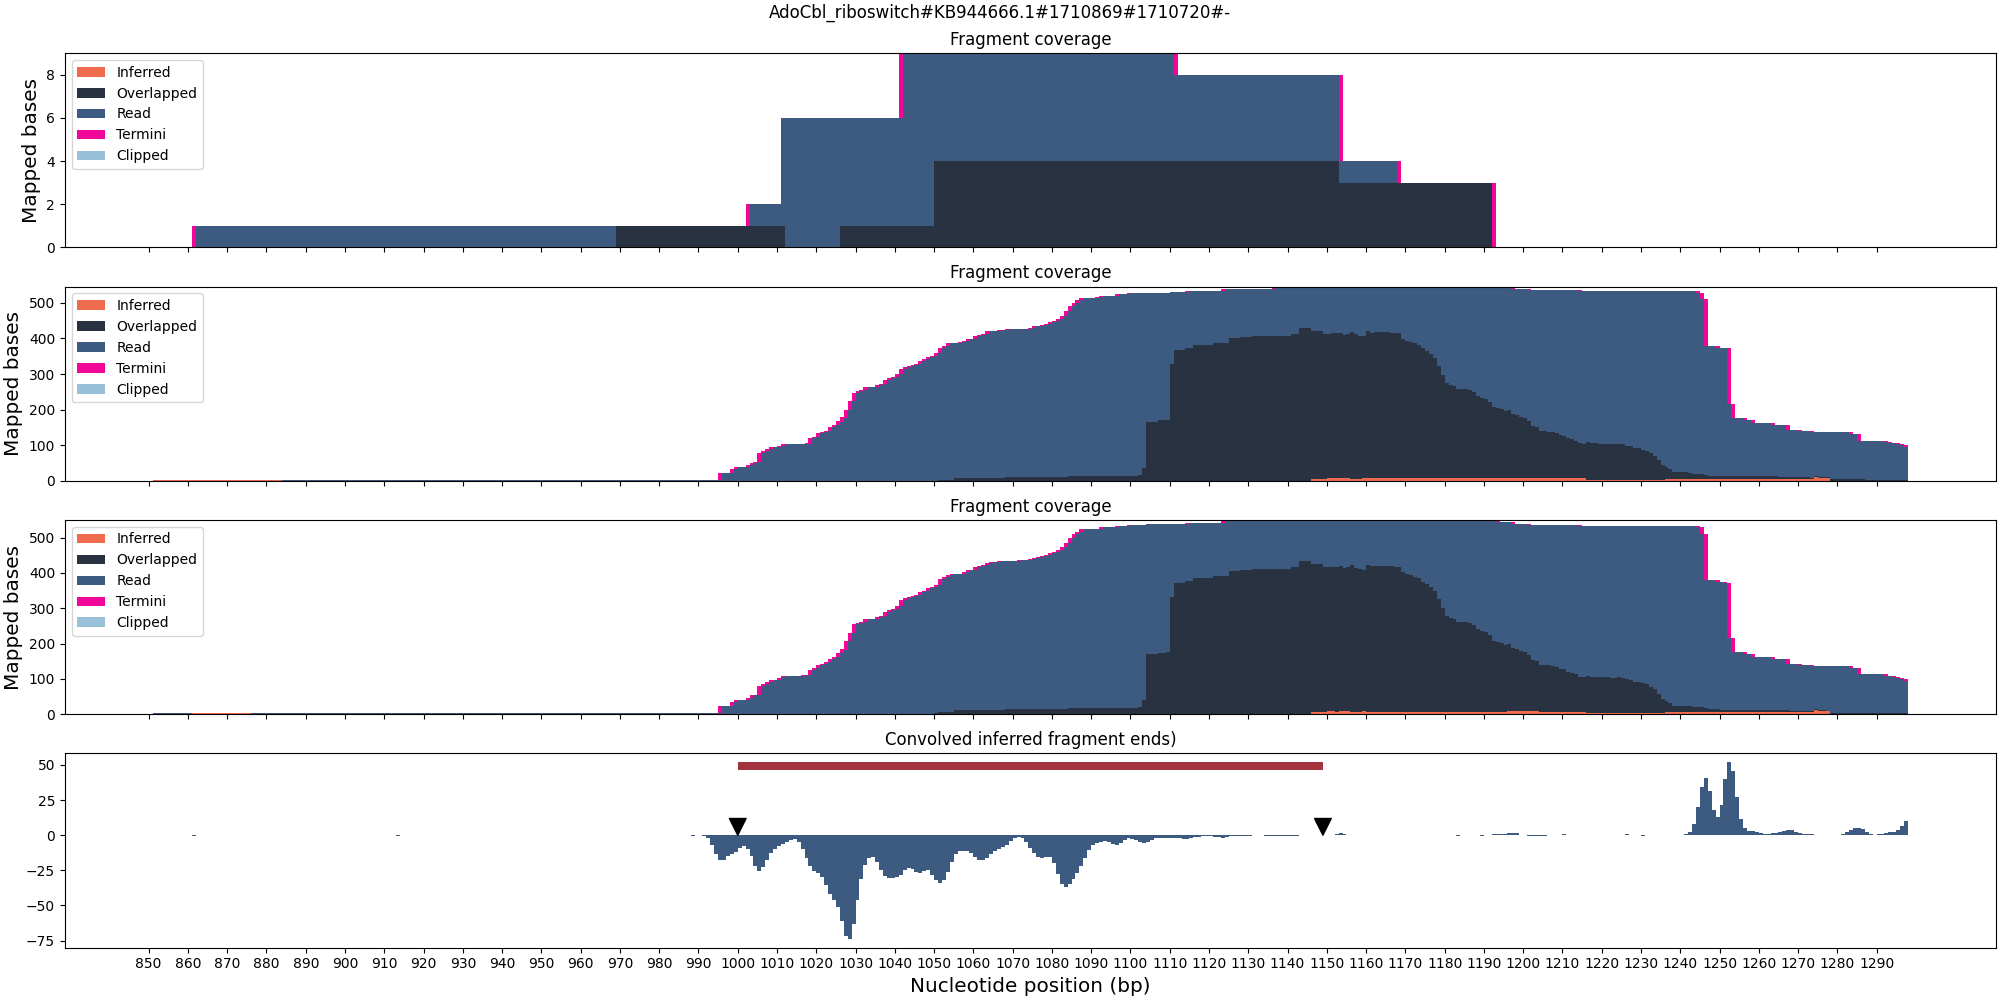 AdoCbl_riboswitch#KB944666.1#1710869#1710720#-
Fragment coverage
Mapped bases
8
6
4
2
0
Inferred
Overlapped
Read
Termini
Clipped
Fragment coverage
Mapped bases
500
400
300
200
100
0
Inferred
Overlapped
Read
Termini
Clipped
Fragment coverage
Mapped bases
500
400
300
200
100
0
Inferred
Overlapped
Read
Termini
Clipped
Convolved inferred fragment ends)
50
25
0
−25
−50
−75
850 860 870 880 890 900 910 920 930 940 950 960 970 980 990 1000 1010 1020 1030 1040 1050 1060 1070 1080 1090 1100 1110 1120 1130 1140 1150 1160 1170 1180 1190 1200 1210 1220 1230 1240 1250 1260 1270 1280 1290
Nucleotide position (bp)